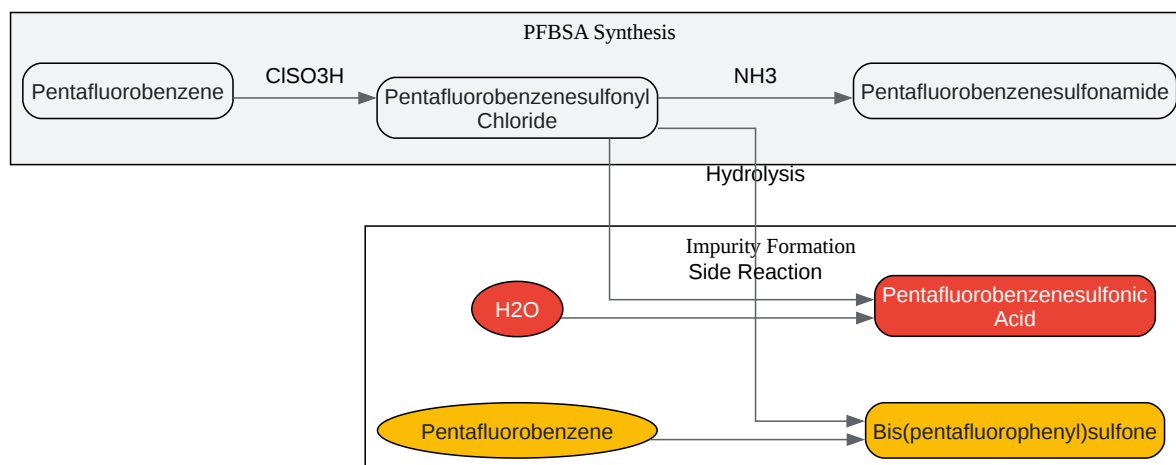 PFBSA Synthesis
ClSO3H
NH3
Pentafluorobenzene
Pentafluorobenzenesulfonyl
Chloride
Pentafluorobenzenesulfonamide
Hydrolysis
Impurity Formation
Side Reaction
H2O
Pentafluorobenzenesulfonic
Acid
Pentafluorobenzene
Bis(pentafluorophenyl)sulfone